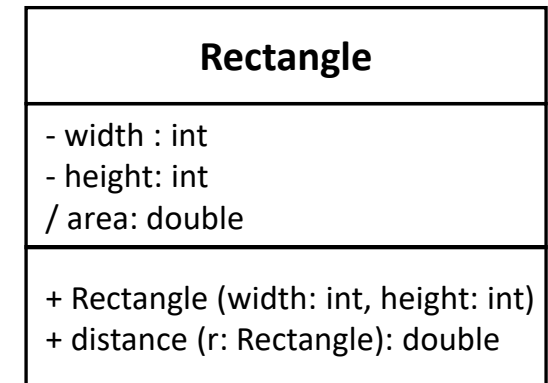 Rectangle
- width : int
- height: int
/ area: double
+ Rectangle (width: int, height: int)
+ distance (r: Rectangle): double